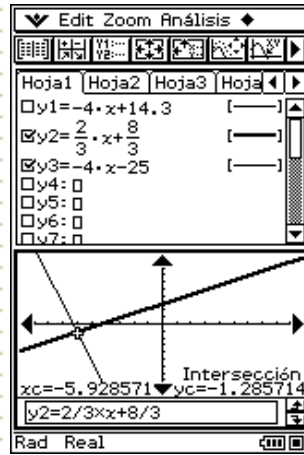 Edit Zoom Análisis
Hoja1 Hoja2 Hoja3 Hoja
y1=-4·x+14.3 [—]
y2=2/3·x+8/3 [—]
y3=-4·x-25 [—]
y4:
y5:
y6:
y7:
Intersección
xc=-5.928571 yc=-1.285714
y2=2/3×x+8/3
Rad Real